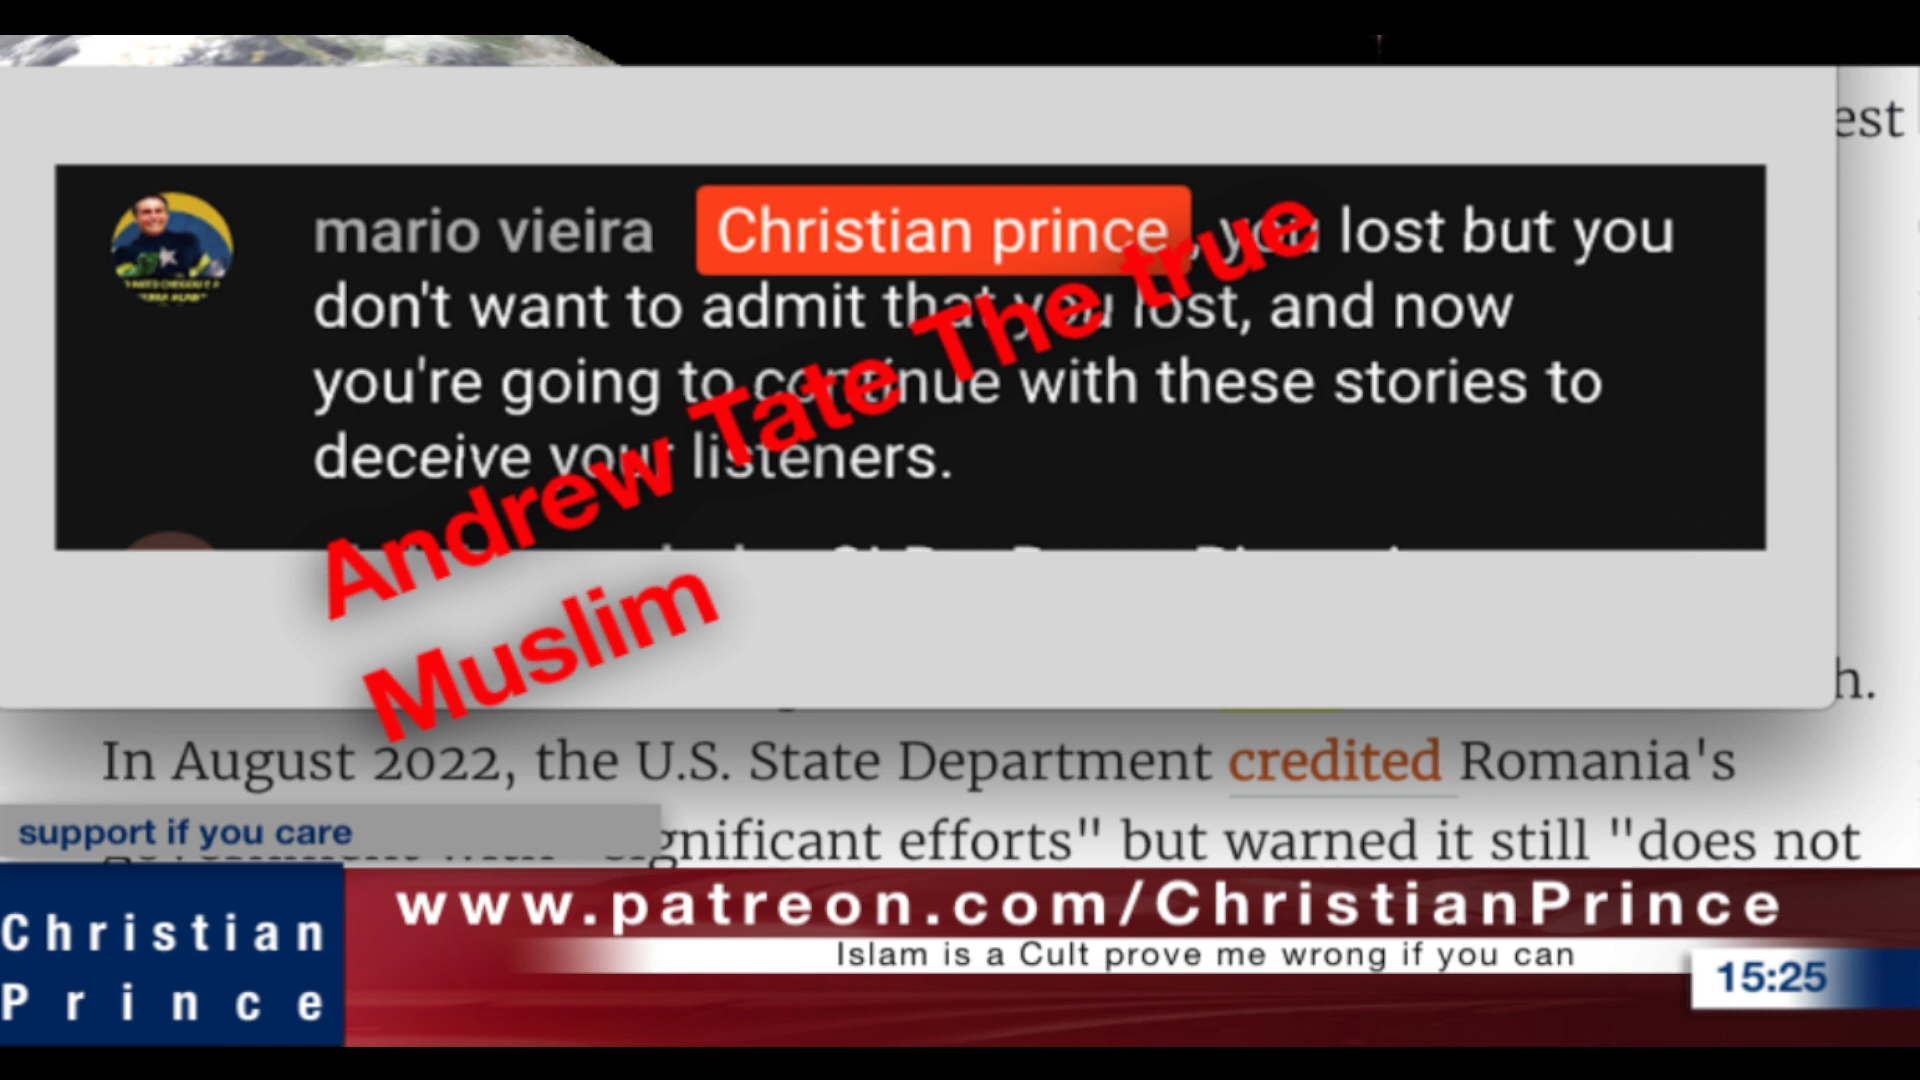 est
mario vieira Christian prince, you lost but you
don't want to admit that you lost, and now
you're going to continue with these stories to
deceive your listeners.
Andrew Tate The true
Muslim
h.
In August 2022, the U.S. State Department credited Romania's
support if you care
efforts" but warned it still "does not
Christian
Prince
www.patreon.com/ChristianPrince
Islam is a Cult prove me wrong if you can
15:25